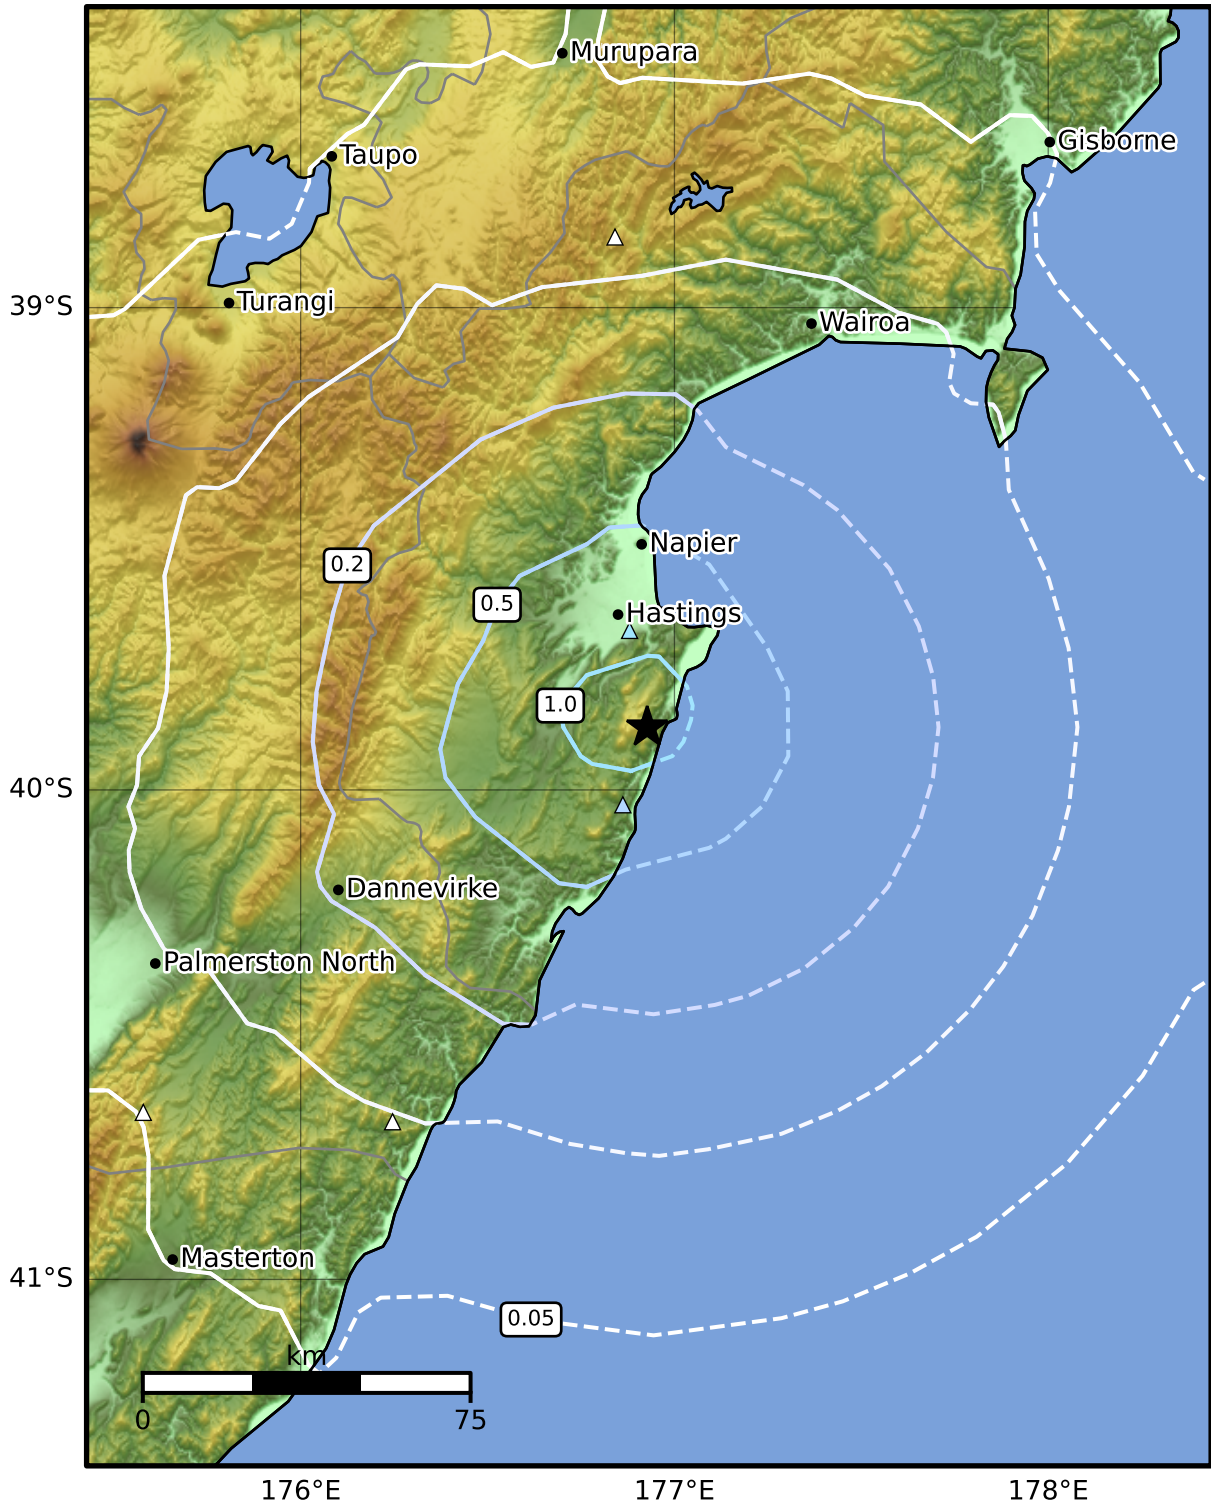 Murupara
Gisborne
Taupo
Turangi
39°S
Wairoa
Napier
0.2
0.5
Hastings
1.0
40°S
Dannevirke
Palmerston North
Masterton
41°S
0.05
km
0
75
176°E
177°E
178°E